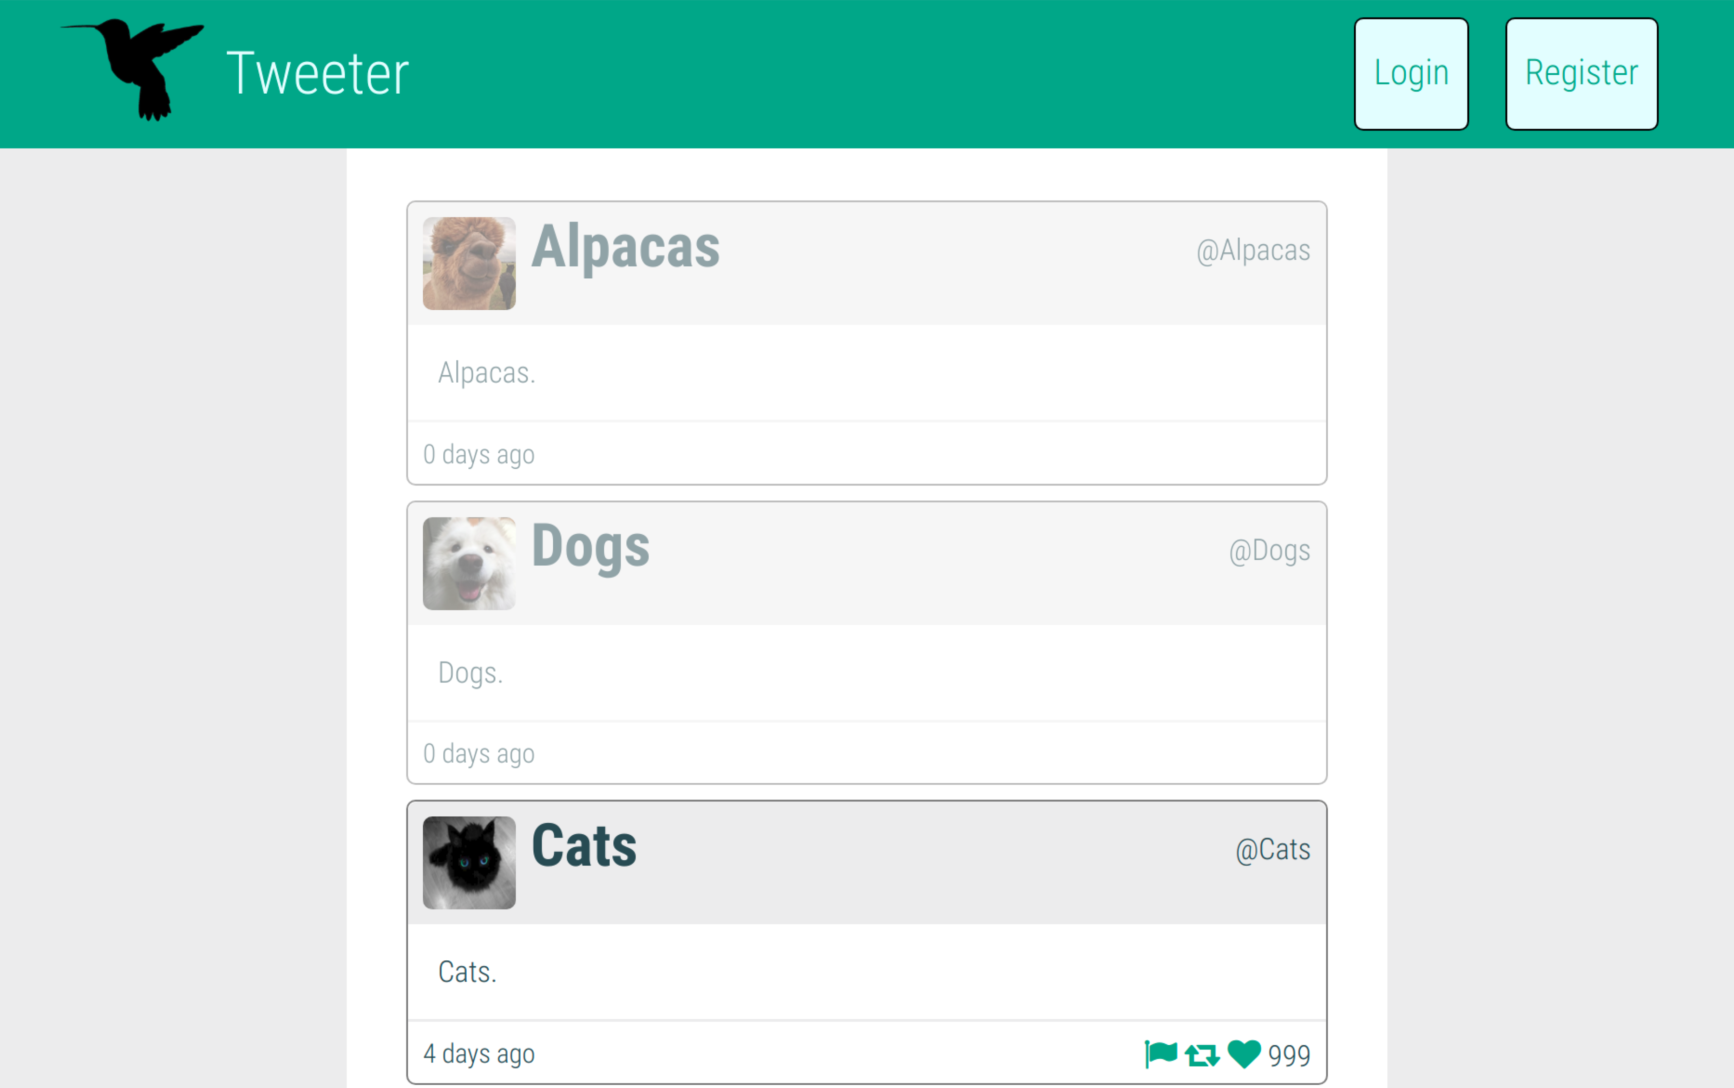 Tweeter
Login
Register
Alpacas
@Alpacas
Alpacas.
0 days ago
Dogs
@Dogs
Dogs.
0 days ago
Cats
@Cats
Cats.
4 days ago
999